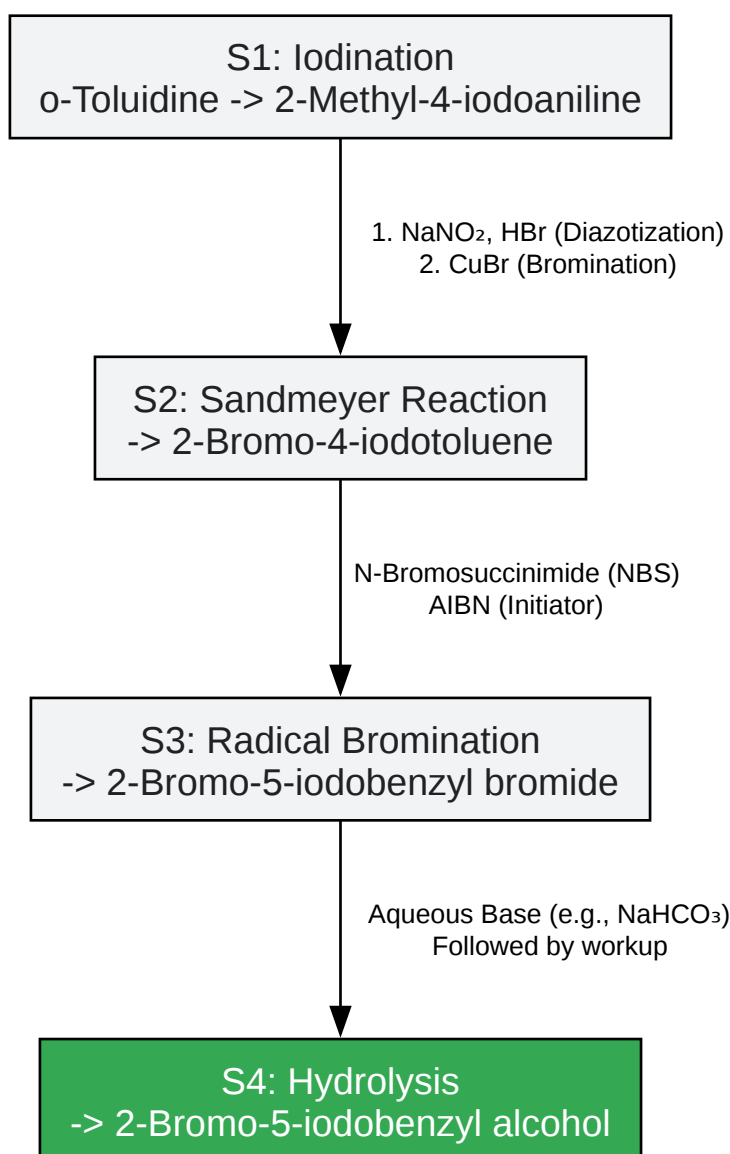 S1: Iodination
o-Toluidine -> 2-Methyl-4-iodoaniline
1. NaNO₂, HBr (Diazotization)
2. CuBr (Bromination)
S2: Sandmeyer Reaction
-> 2-Bromo-4-iodotoluene
N-Bromosuccinimide (NBS)
AIBN (Initiator)
S3: Radical Bromination
-> 2-Bromo-5-iodobenzyl bromide
Aqueous Base (e.g., NaHCO₃)
Followed by workup
S4: Hydrolysis
-> 2-Bromo-5-iodobenzyl alcohol